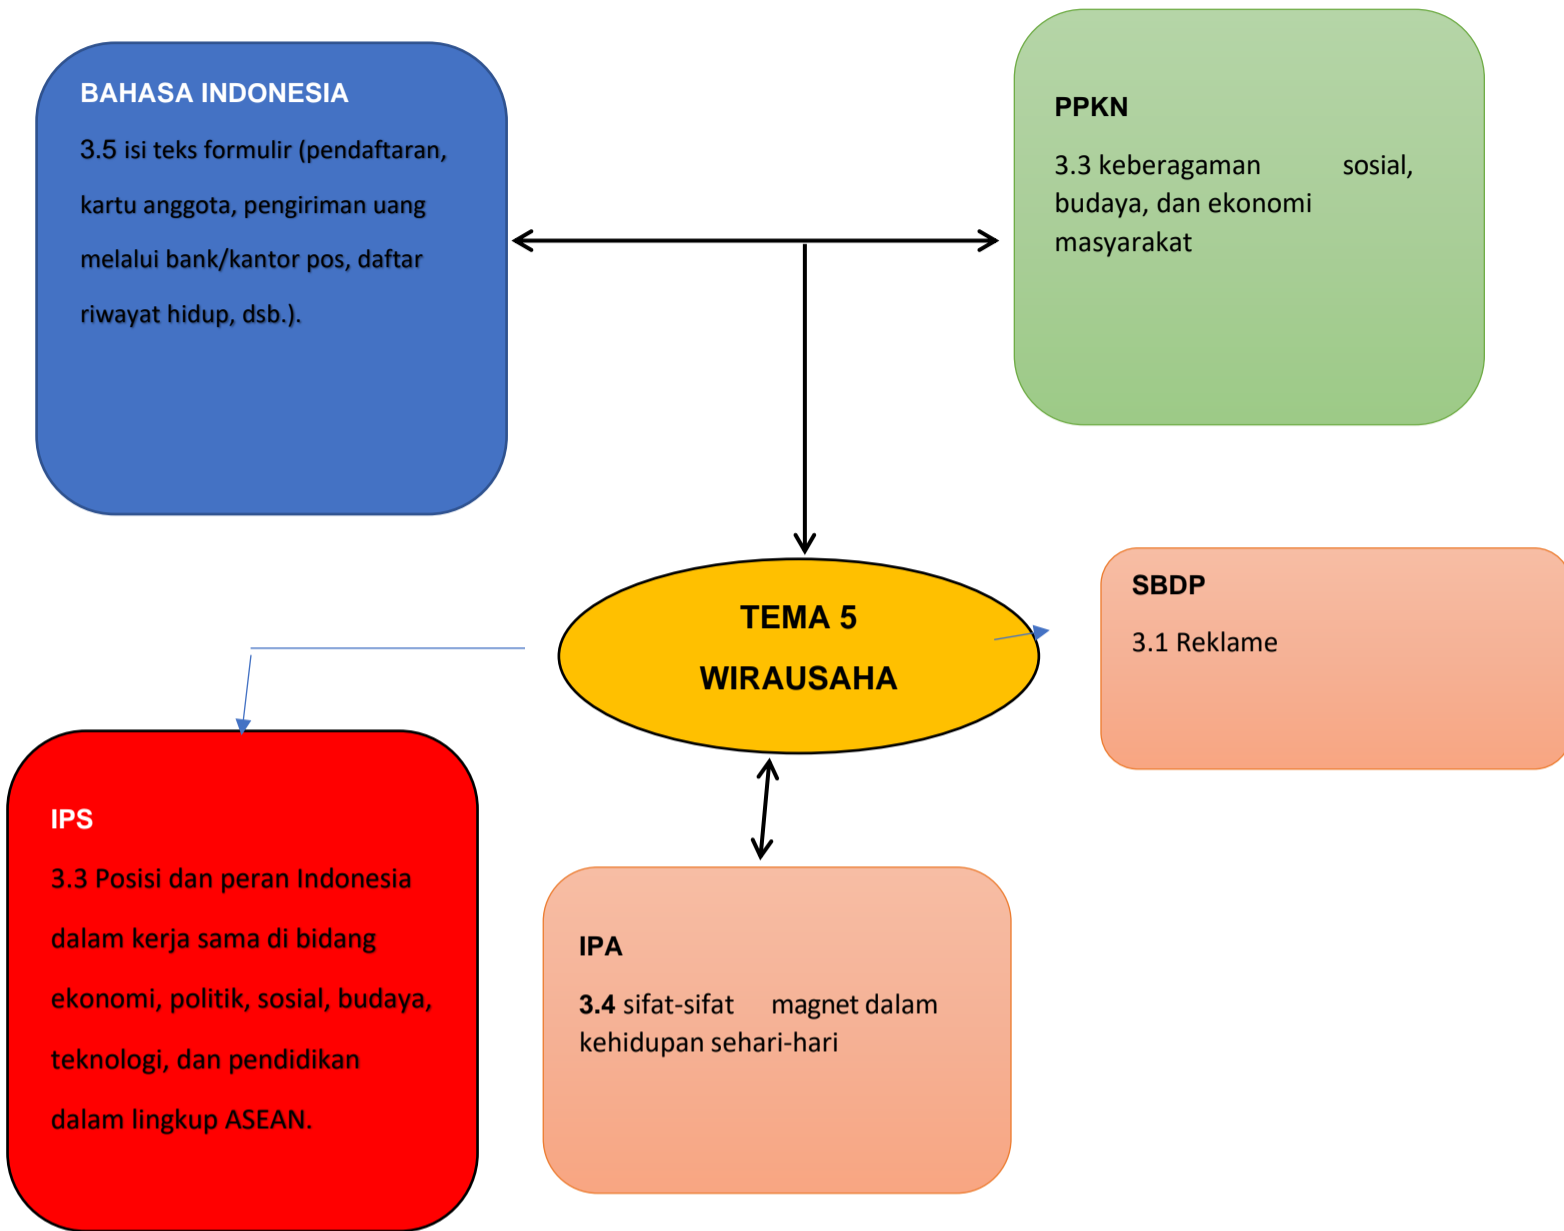 BAHASA INDONESIA
3.5 isi teks formulir (pendaftaran,
kartu anggota, pengiriman uang
melalui bank/kantor pos, daftar
riwayat hidup, dsb.).
PPKN
3.3 keberagaman sosial,
budaya, dan ekonomi
masyarakat
TEMA 5
WIRAUSAHA
SBDP
3.1 Reklame
IPS
3.3 Posisi dan peran Indonesia
dalam kerja sama di bidang
ekonomi, politik, sosial, budaya,
teknologi, dan pendidikan
dalam lingkup ASEAN.
IPA
3.4 sifat-sifat magnet dalam
kehidupan sehari-hari